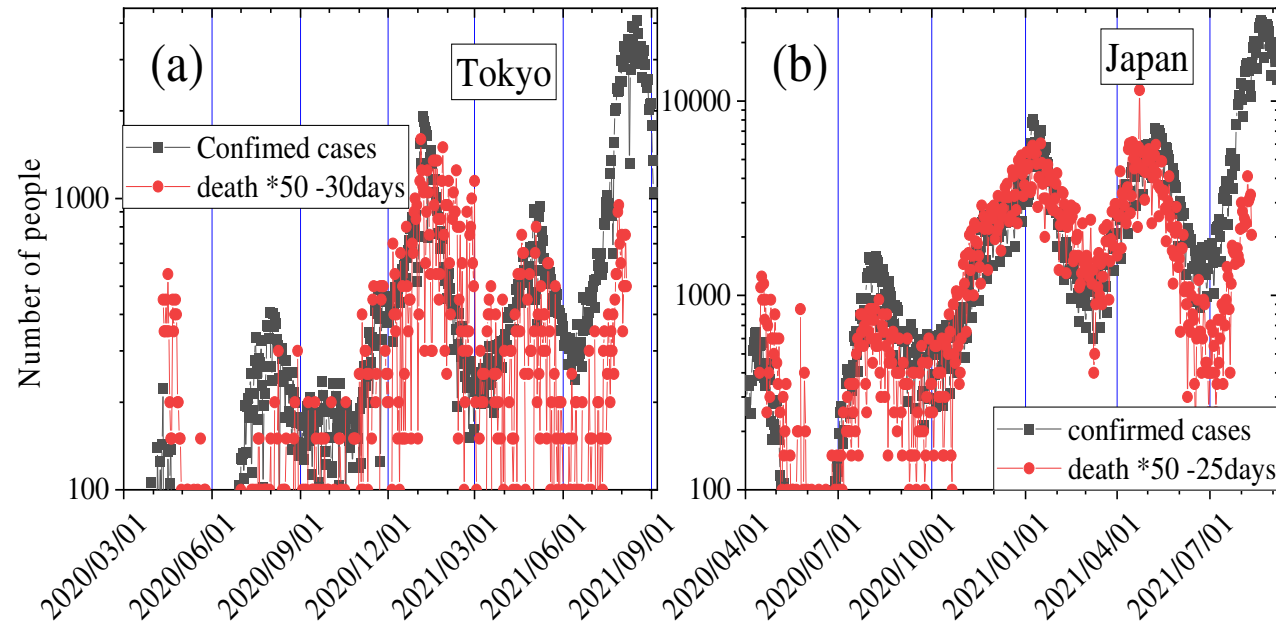 (a)
Tokyo
Confimed cases
death *50 -30days
Number of people
1000
100
2020/03/01
2020/06/01
2020/09/01
2020/12/01
2021/03/01
2021/06/01
2021/09/01
(b)
Japan
10000
1000
100
confirmed cases
death *50 -25days
2020/04/01
2020/07/01
2020/10/01
2021/01/01
2021/04/01
2021/07/01